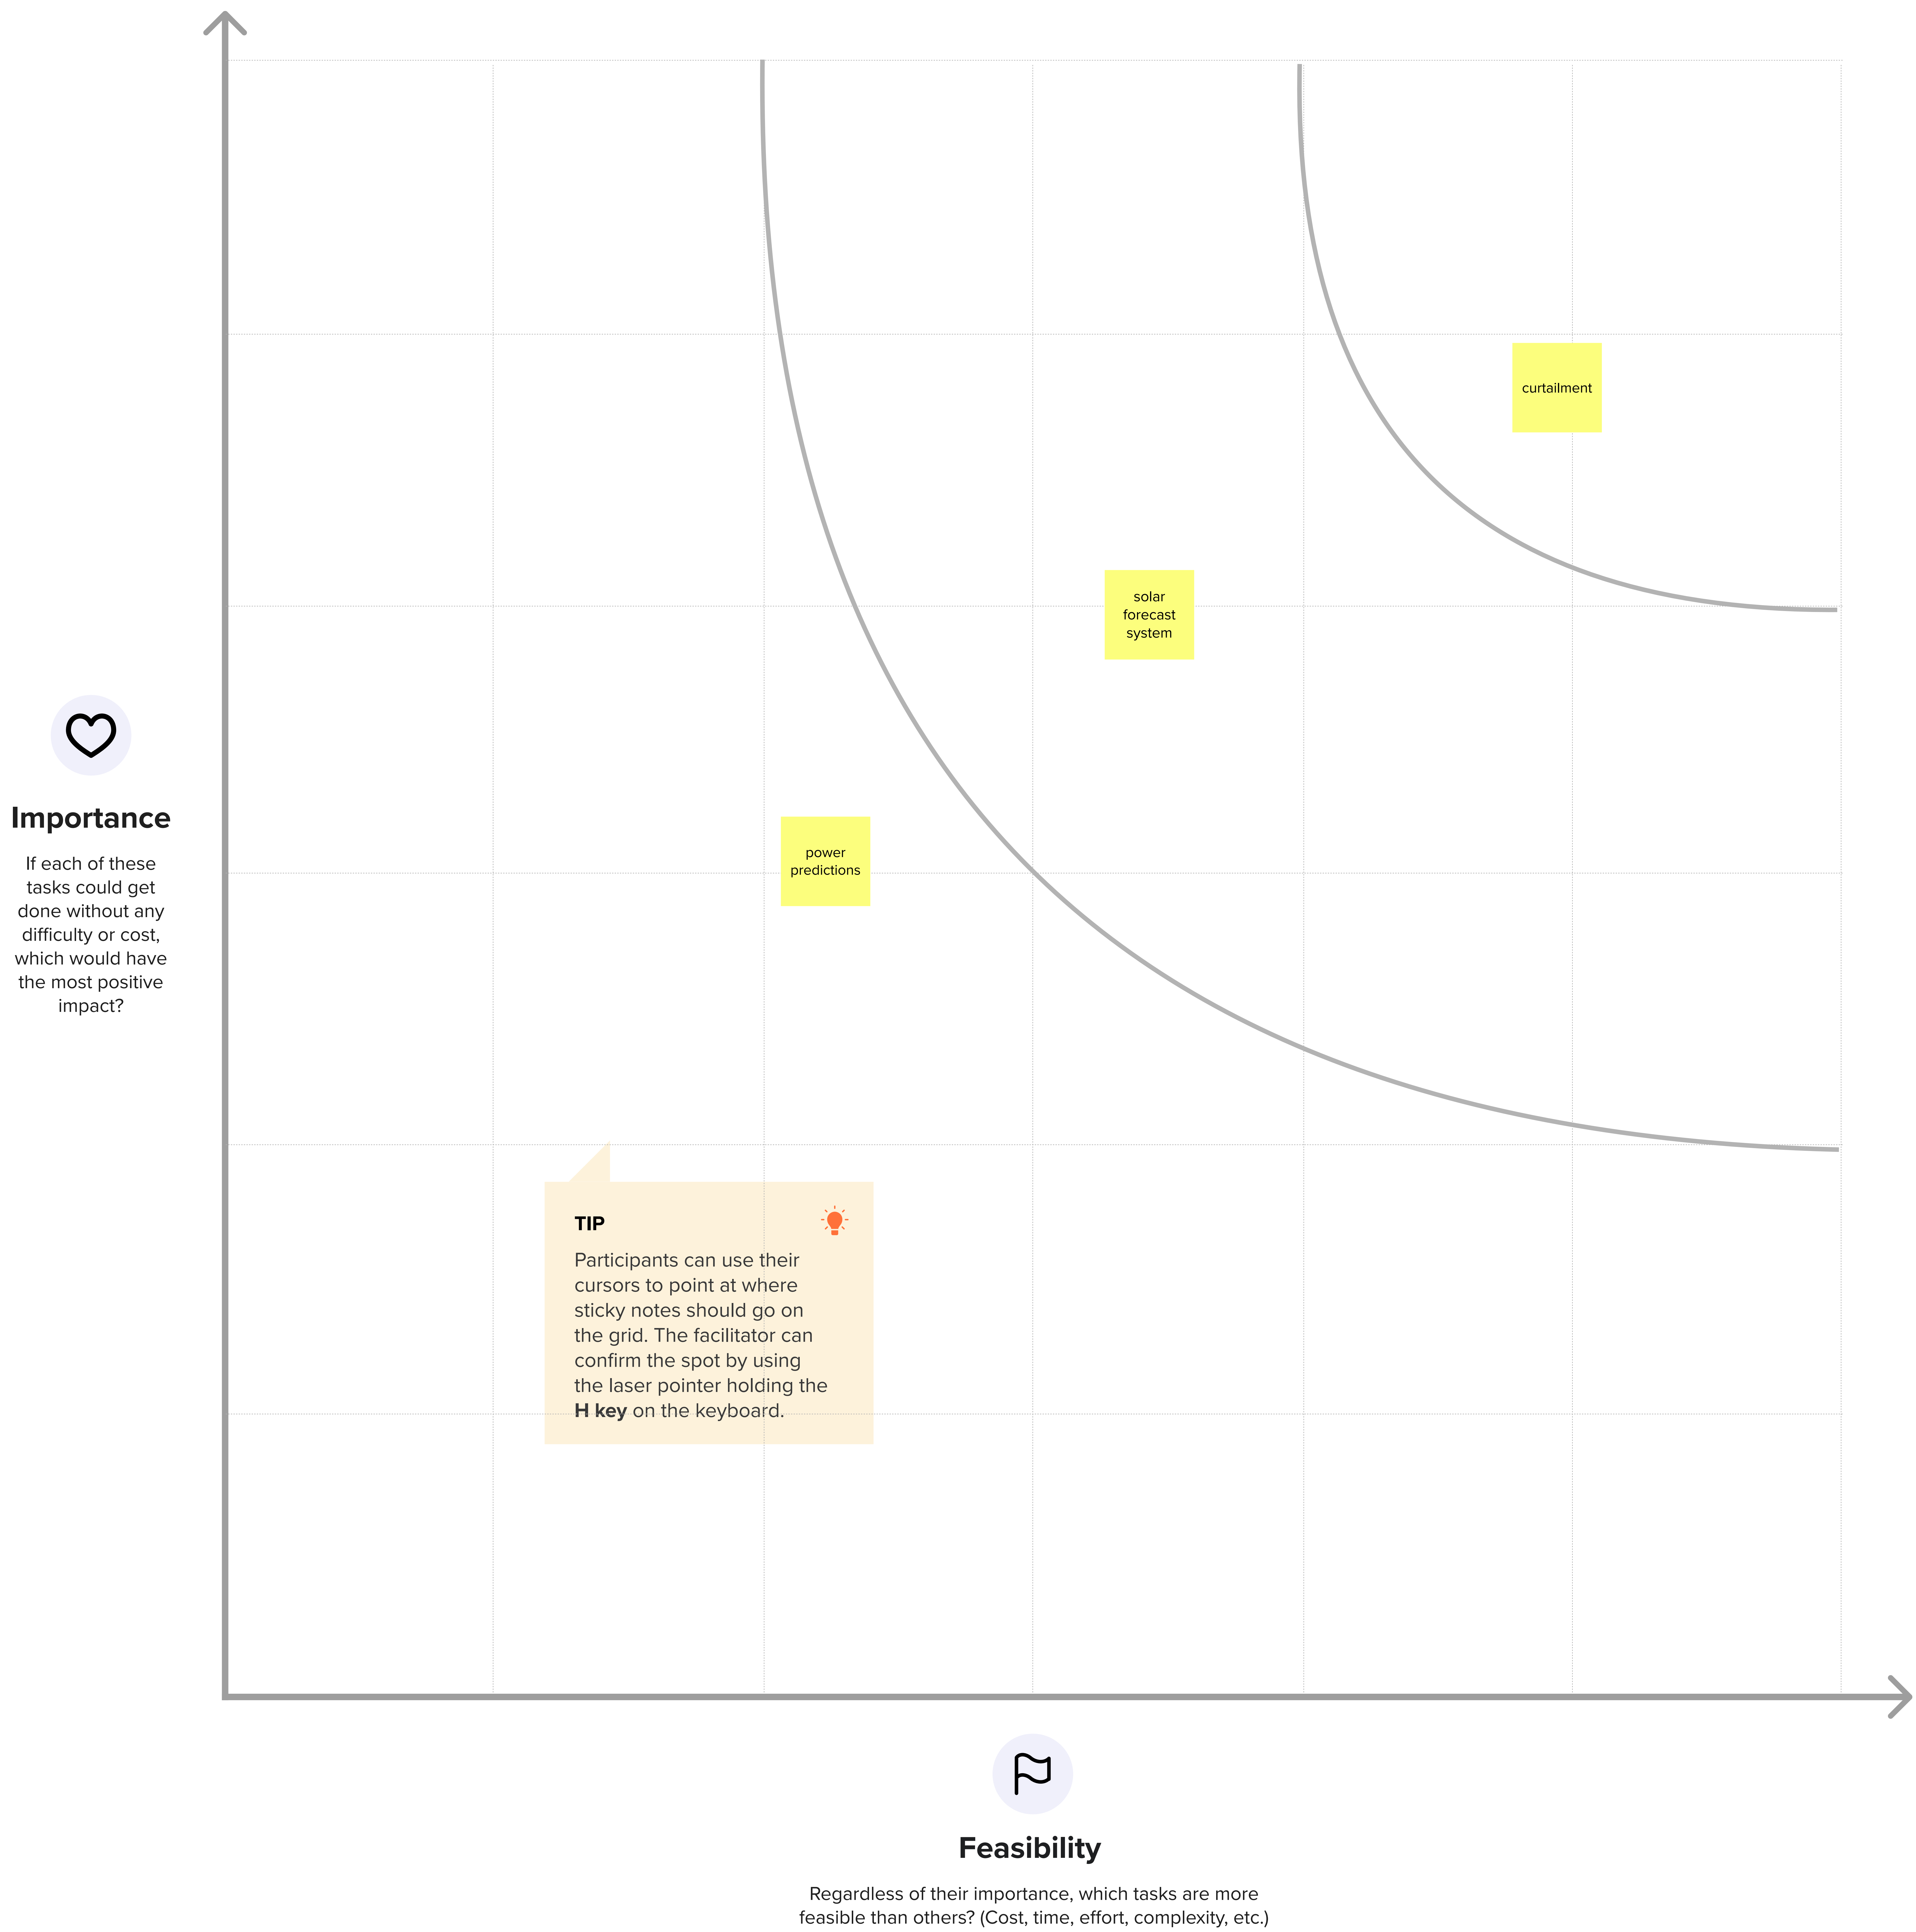 curtailment
solar
forecast
system
Importance
If each of these
tasks could get
done without any
difficulty or cost,
which would have
the most positive
impact?
power
predictions
TIP
Participants can use their
cursors to point at where
sticky notes should go on
the grid. The facilitator can
confirm the spot by using
the laser pointer holding the
H key on the keyboard.
Feasibility
Regardless of their importance, which tasks are more
feasible than others? (Cost, time, effort, complexity, etc.)